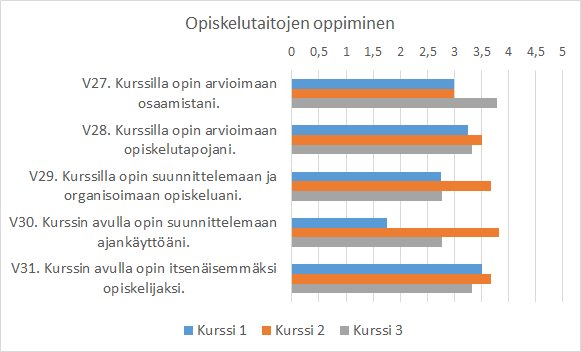 Opiskelutaitojen oppiminen
0 0,5 1 1,5 2 2,5 3 3,5 4 4,5 5
V27. Kurssilla opin arvioimaan
osaamistani.
V28. Kurssilla opin arvioimaan
opiskelutapojani.
V29. Kurssilla opin suunnittelemaan ja
organisoimaan opiskeluani.
V30. Kurssin avulla opin suunnittelemaan
ajankäyttöäni.
V31. Kurssin avulla opin itsenäisemmäksi
opiskelijaksi.
Kurssi 1 Kurssi 2 Kurssi 3